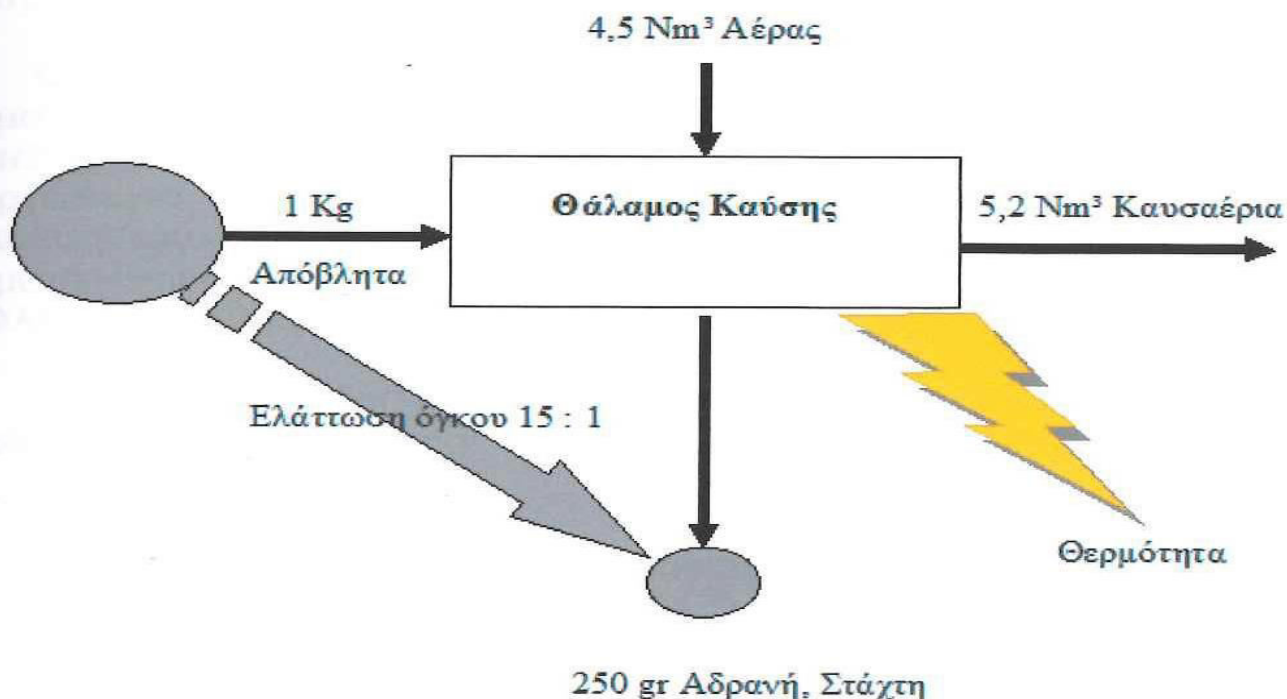 4,5 Nm³ Αέρας
1 Kg
Θάλαμος Καύσης
5,2 Nm³ Καυσαέρια
Απόβλητα
Ελάττωση όγκου 15 : 1
Θερμότητα
250 gr Αδρανή, Στάχτη